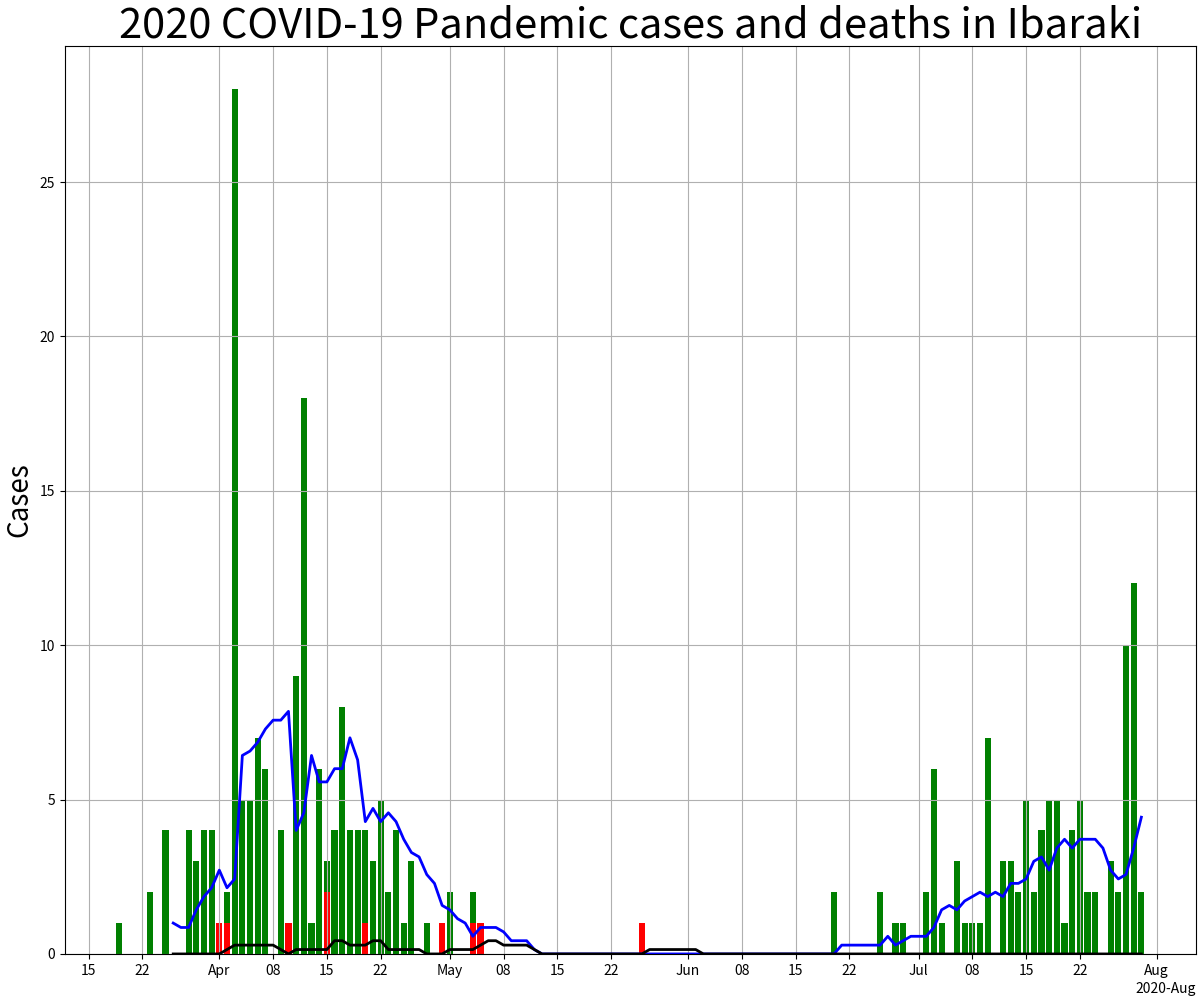 2020 COVID-19 Pandemic cases and deaths in Ibaraki
Cases
25
20
15
10
5
0
15 22 Apr 08 15 22 May 08 15 22 Jun 08 15 22 Jul 08 15 22 Aug
2020-Aug